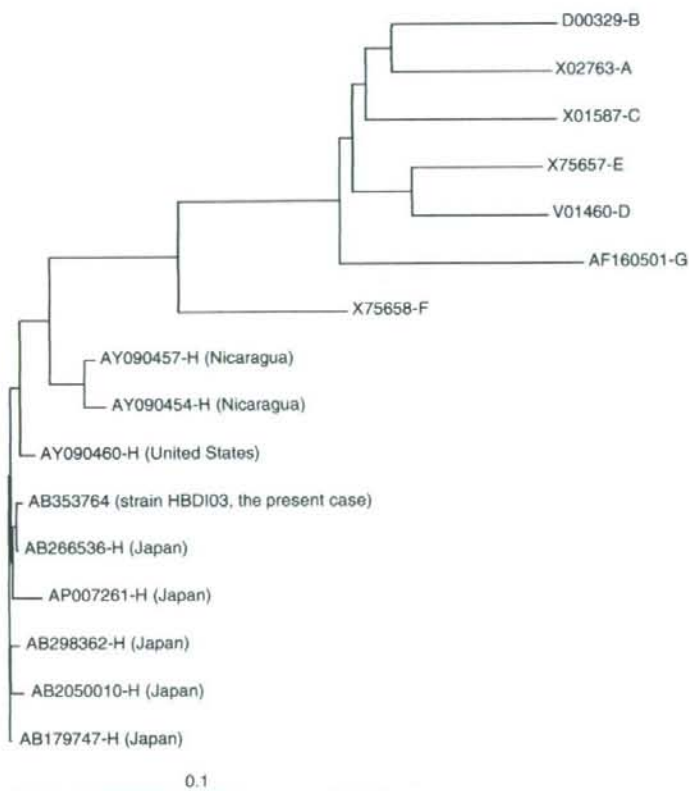 D00329-B
X02763-A
X01587-C
X75657-E
V01460-D
AF160501-G
X75658-F
AY090457-H (Nicaragua)
AY090454-H (Nicaragua)
AY090460-H (United States)
AB353764 (strain HBDI03, the present case)
AB266536-H (Japan)
AP007261-H (Japan)
AB298362-H (Japan)
AB2050010-H (Japan)
AB179747-H (Japan)
0.1